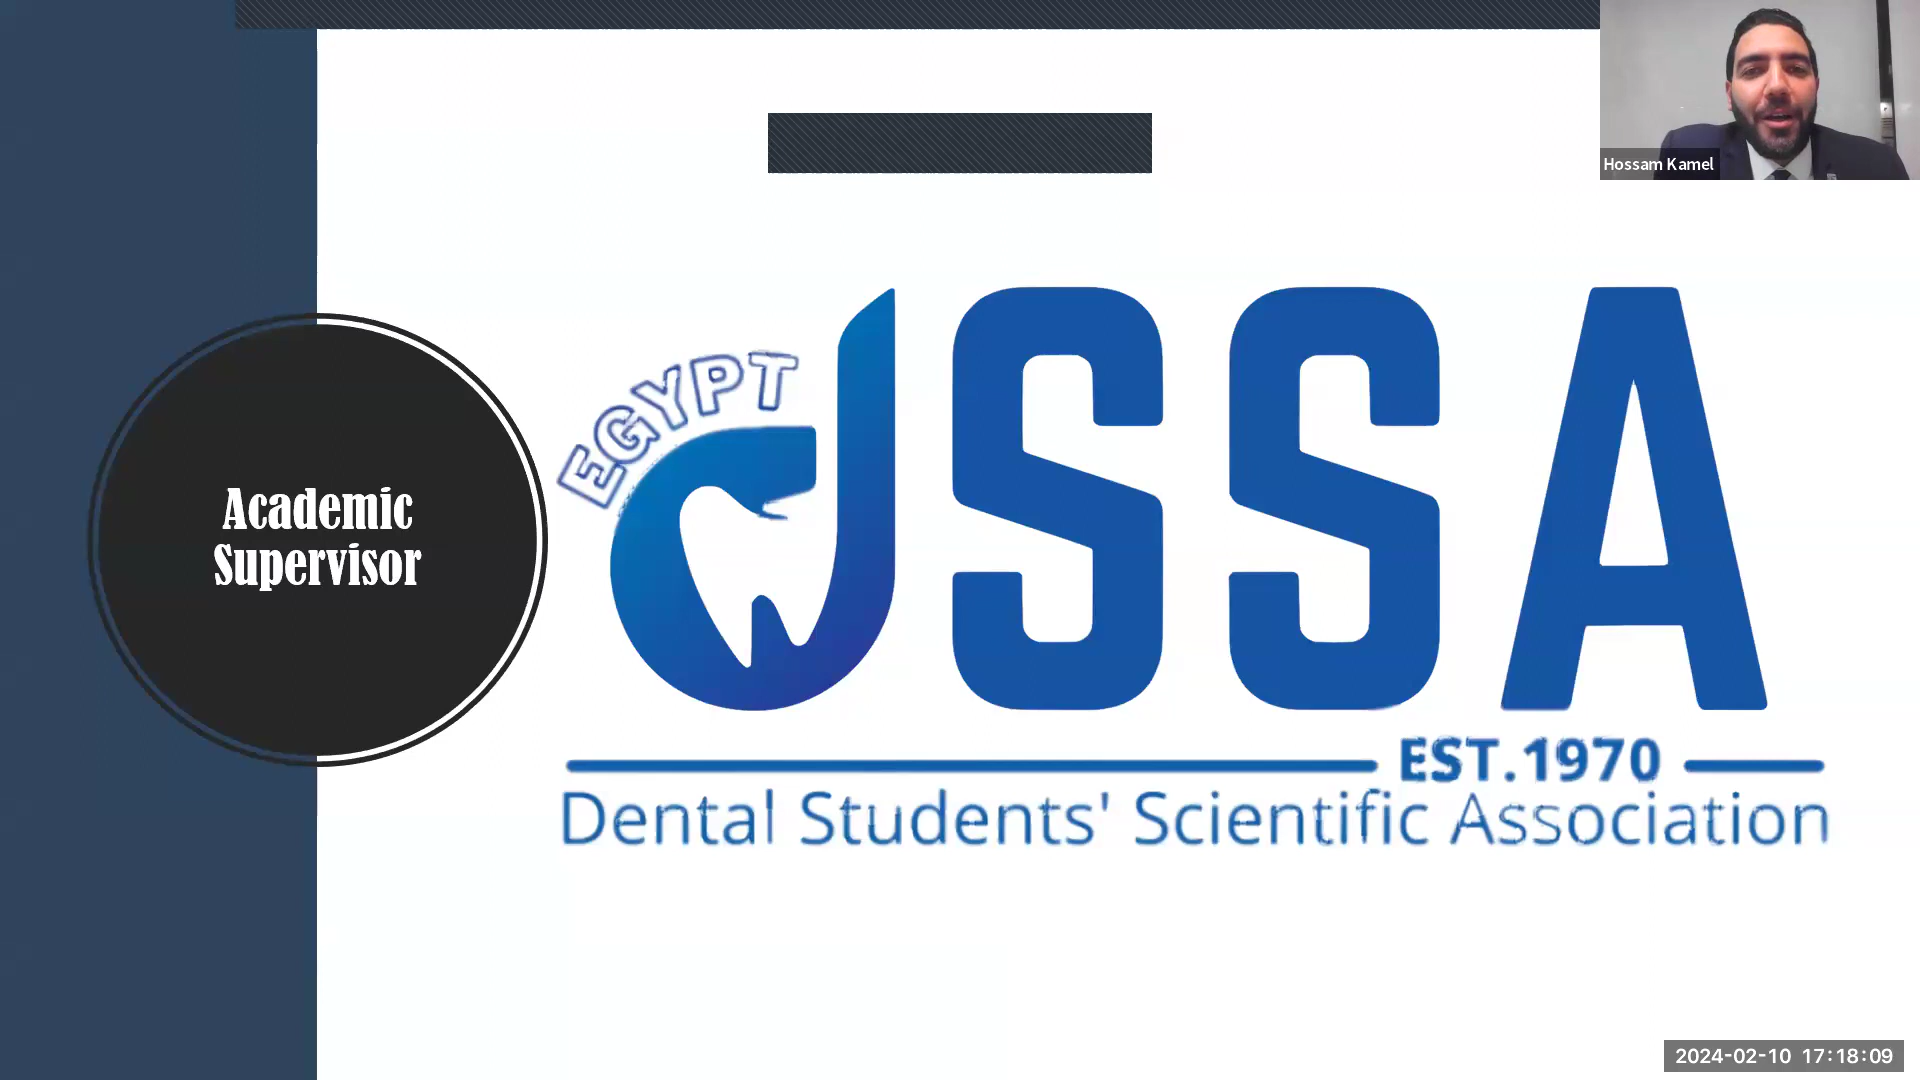 Hossam Kamel
Academic
Supervisor
EGYPT
dSSA
EST.1970
Dental Students' Scientific Association
2024-02-10 17:18:09